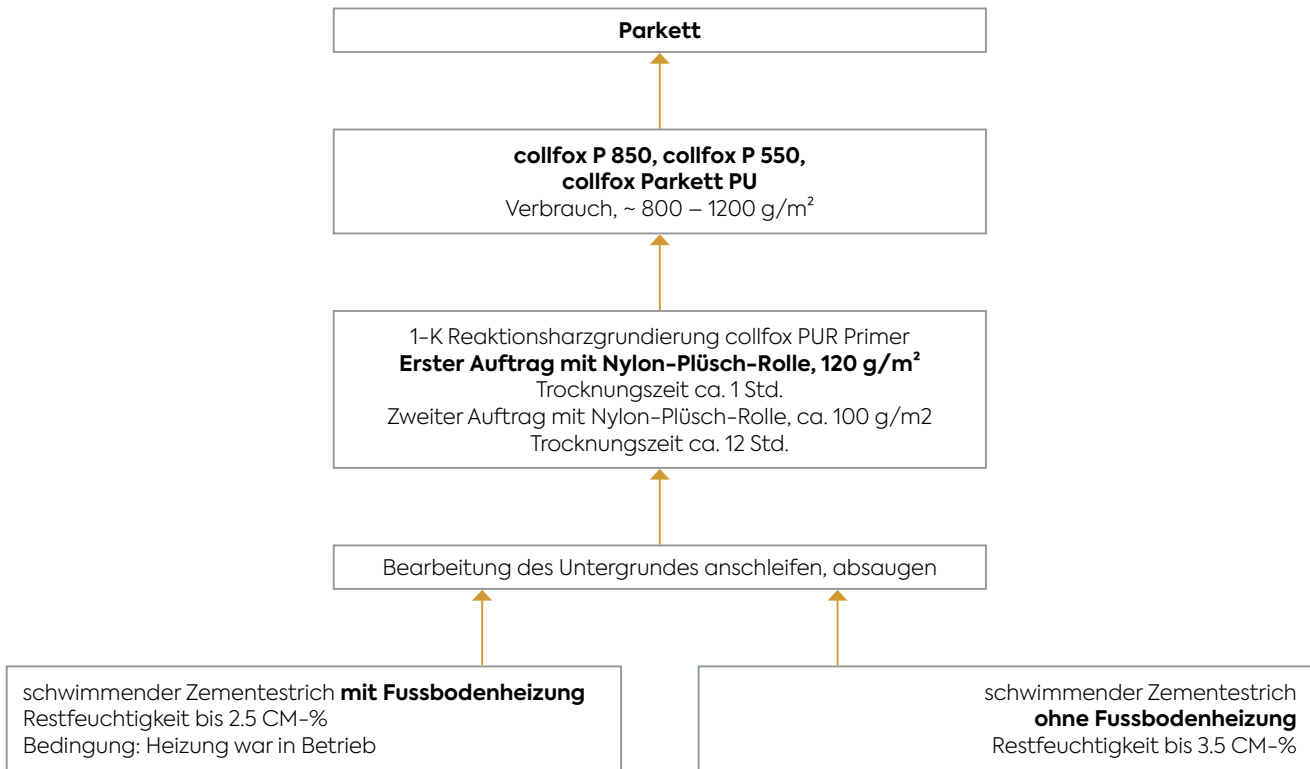 Parkett
collfox P 850, collfox P 550,
collfox Parkett PU
Verbrauch, ~ 800 – 1200 g/m²
1-K Reaktionsharzgrundierung collfox PUR Primer
Erster Auftrag mit Nylon-Plüsch-Rolle, 120 g/m²
Trocknungszeit ca. 1 Std.
Zweiter Auftrag mit Nylon-Plüsch-Rolle, ca. 100 g/m2
Trocknungszeit ca. 12 Std.
Bearbeitung des Untergrundes anschleifen, absaugen
schwimmender Zementestrich mit Fussbodenheizung
Restfeuchtigkeit bis 2.5 CM-%
Bedingung: Heizung war in Betrieb
schwimmender Zementestrich
ohne Fussbodenheizung
Restfeuchtigkeit bis 3.5 CM-%